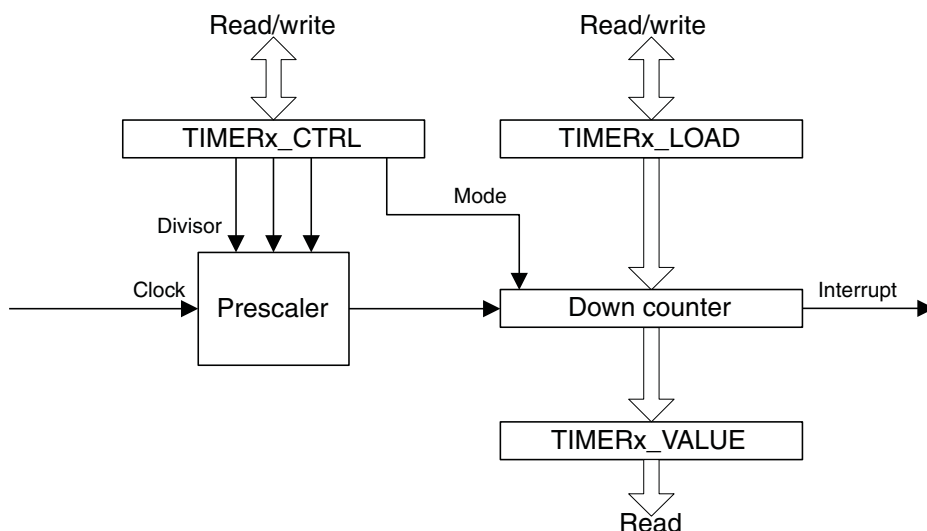 Read/write
Read/write
TIMERx_CTRL
TIMERx_LOAD
Mode
Divisor
Clock
Prescaler
Down counter
Interrupt
TIMERx_VALUE
Read